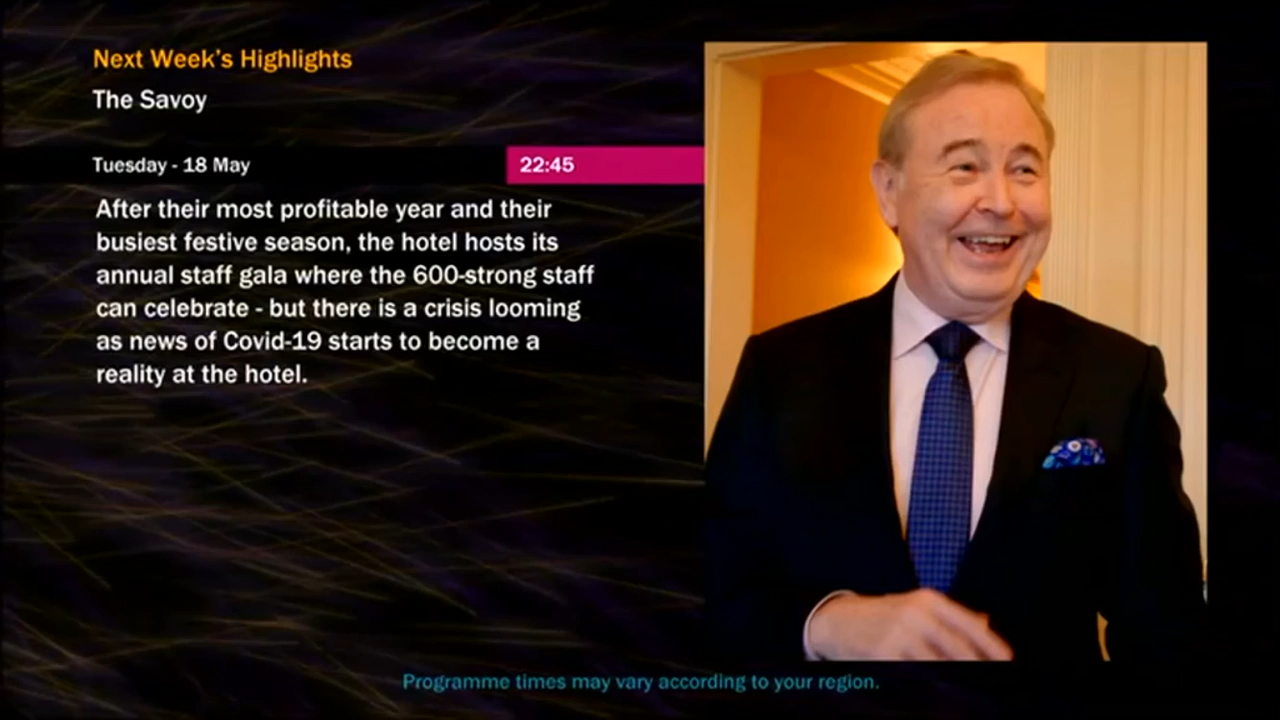 Next Week's Highlights
The Savoy
Tuesday - 18 May
22:45
After their most profitable year and their
busiest festive season, the hotel hosts its
annual staff gala where the 600-strong staff
can celebrate - but there is a crisis looming
as news of Covid-19 starts to become a
reality at the hotel.
Programme times may vary according to your region.